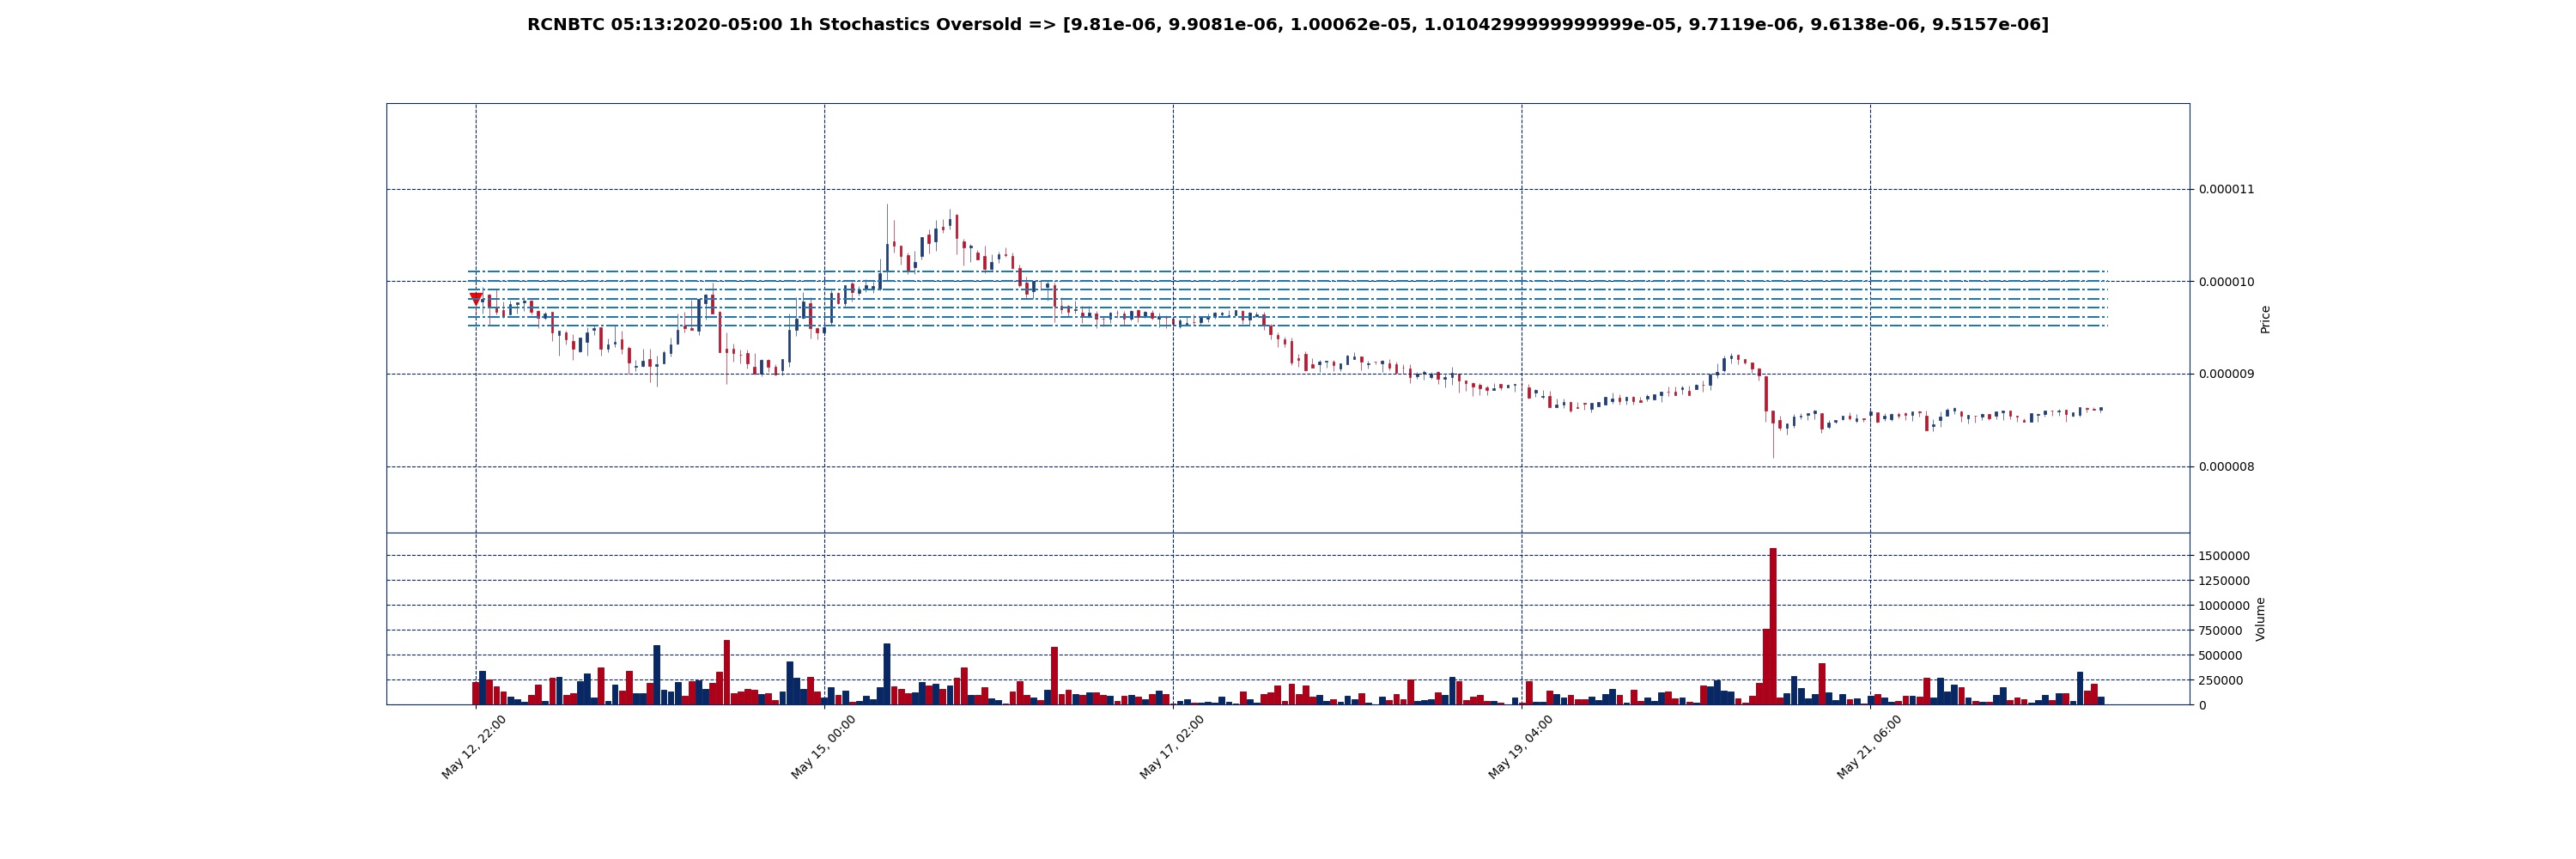 RCNBTC 05:13:2020-05:00 1h Stochastics Oversold => [9.81e-06, 9.9081e-06, 1.00062e-05, 1.0104299999999999e-05, 9.7119e-06, 9.6138e-06, 9.5157e-06]
0.000011
0.000010
0.000009
0.000008
Price
1500000
1250000
1000000
750000
500000
250000
0
Volume
May 12, 22:00
May 15, 00:00
May 17, 02:00
May 19, 04:00
May 21, 06:00